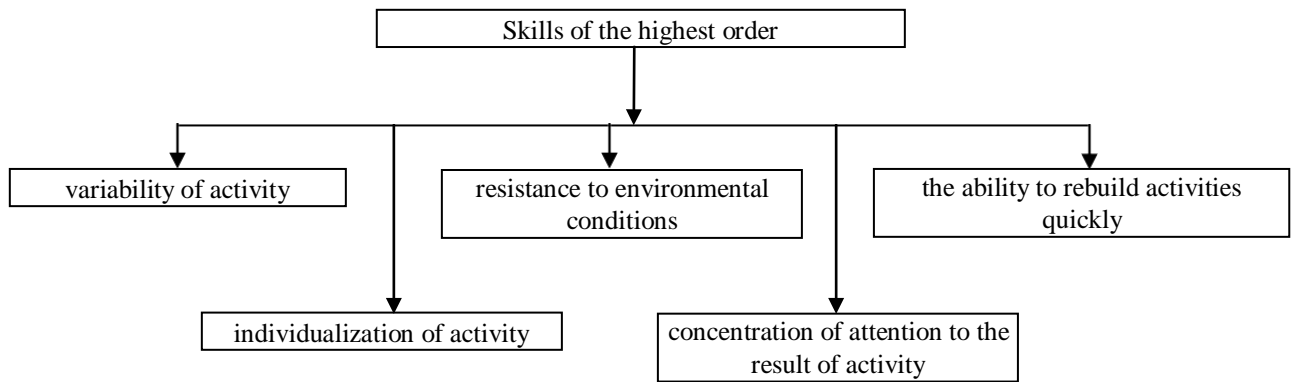 Skills of the highest order
variability of activity
resistance to environmental
conditions
the ability to rebuild activities
quickly
individualization of activity
concentration of attention to the
result of activity